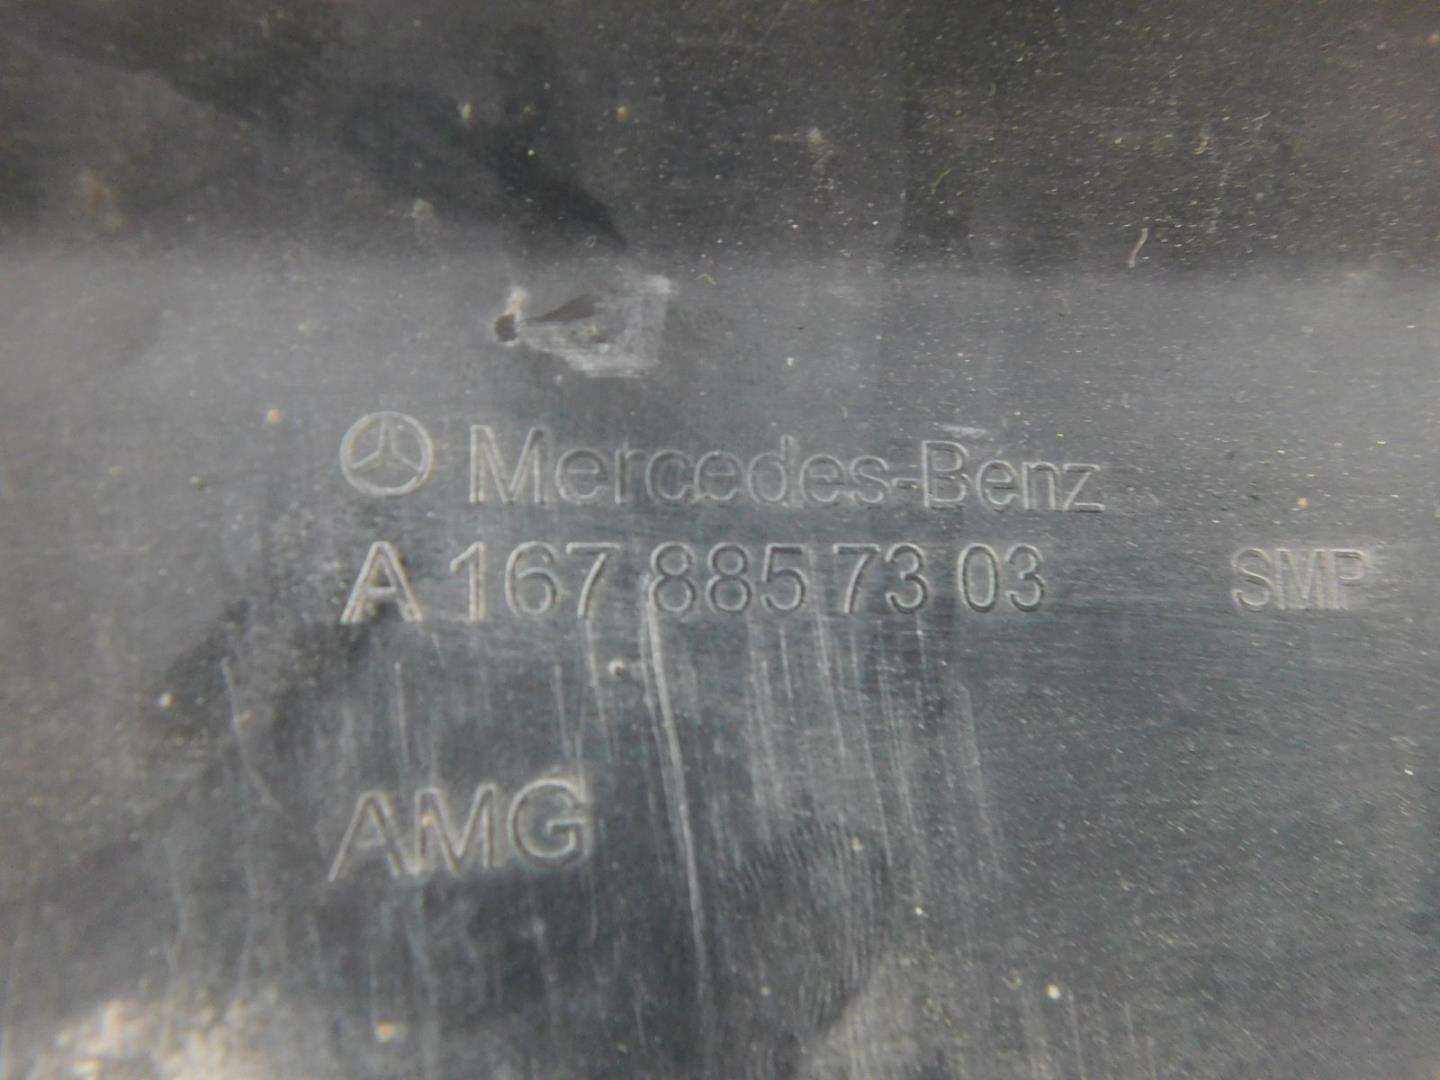 Mercedes-Benz
A 167 885 73 03 SMP
AMG